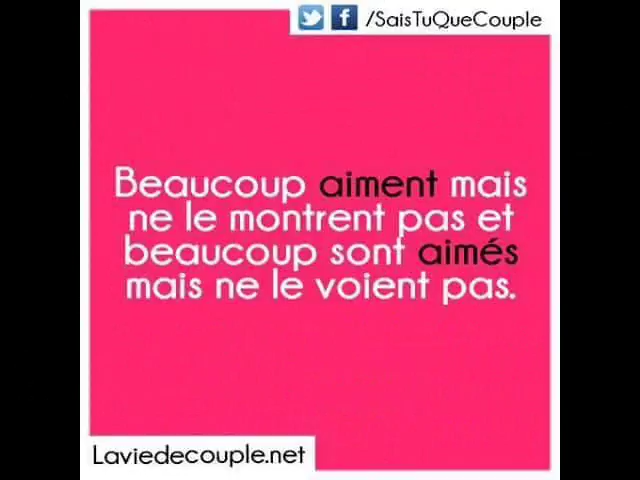 /SaisTuQueCouple
Beaucoup aiment mais
ne le montrent pas et
beaucoup sont aimés
mais ne le voient pas.
Laviedecouple.net